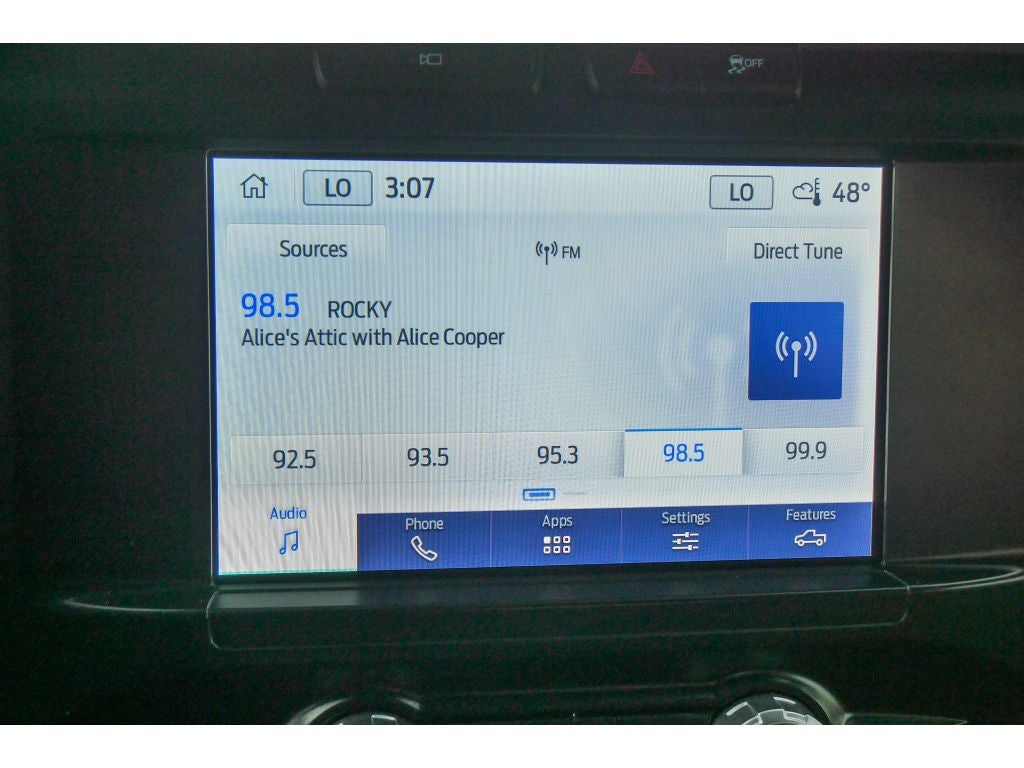 OFF
LO 3:07 LO 48°
Sources FM Direct Tune
98.5 ROCKY
Alice's Attic with Alice Cooper
92.5 93.5 95.3 98.5 99.9
Audio Phone Apps Settings Features